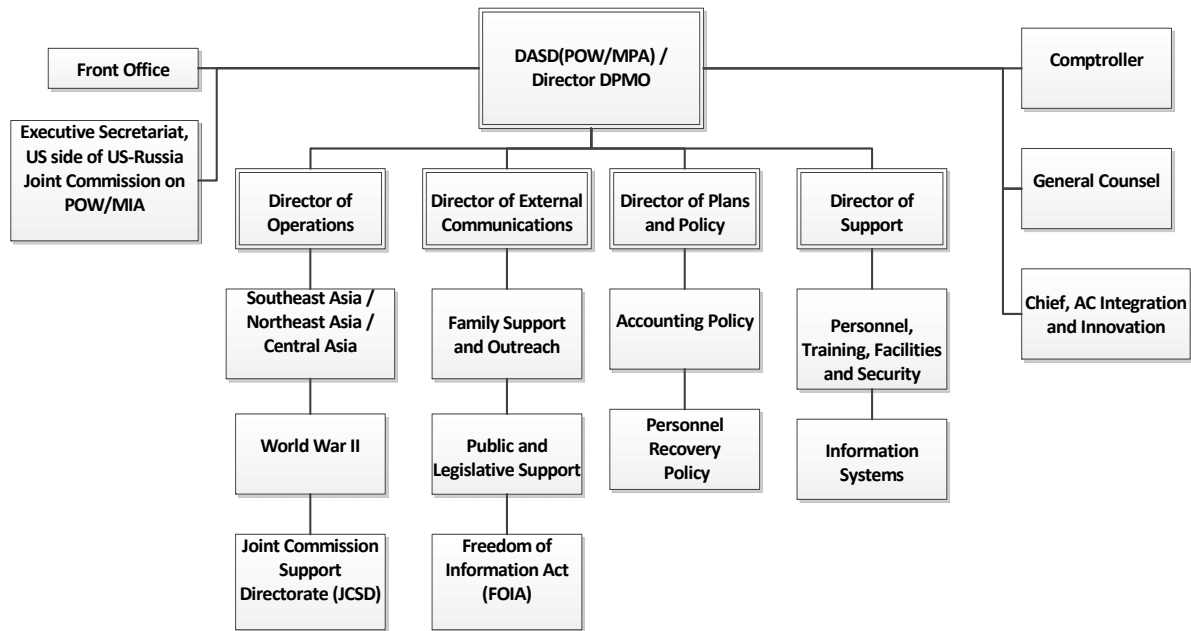 DASD(POW/MPA) /
Director DPMO
Front Office
Comptroller
Executive Secretariat,
US side of US-Russia
Joint Commission on
POW/MIA
General Counsel
Chief, AC Integration
and Innovation
Director of
Operations
Director of External
Communications
Director of Plans
and Policy
Director of
Support
Southeast Asia /
Northeast Asia /
Central Asia
Family Support
and Outreach
Accounting Policy
Personnel,
Training, Facilities
and Security
World War II
Public and
Legislative Support
Personnel
Recovery
Policy
Information
Systems
Joint Commission
Support
Directorate (JCSD)
Freedom of
Information Act
(FOIA)